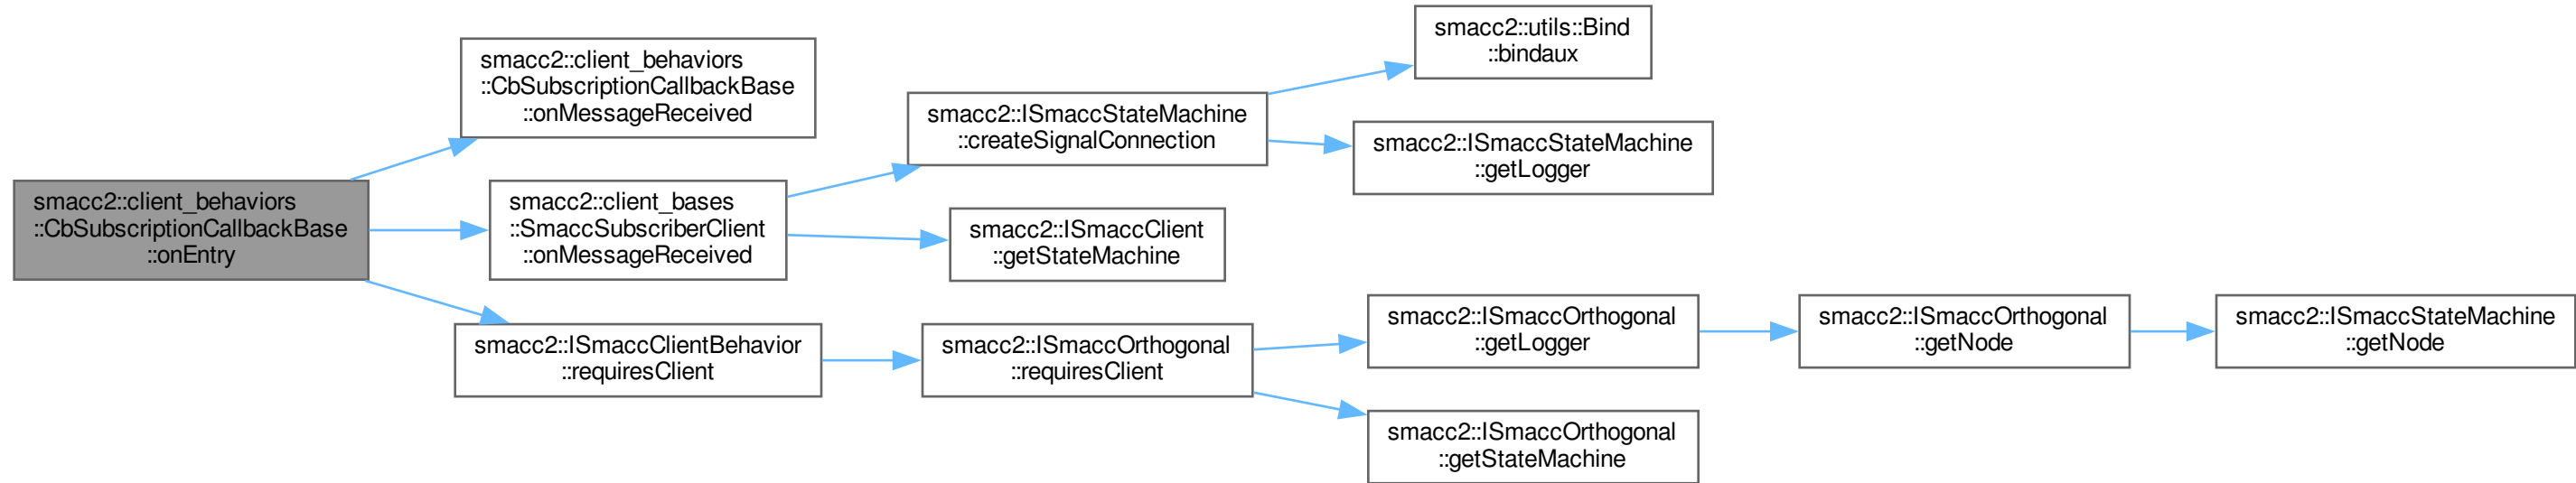 smacc2::client_behaviors
::CbSubscriptionCallbackBase
::onEntry
smacc2::client_behaviors
::CbSubscriptionCallbackBase
::onMessageReceived
smacc2::client_bases
::SmaccSubscriberClient
::onMessageReceived
smacc2::ISmaccStateMachine
::createSignalConnection
smacc2::utils::Bind
::bindaux
smacc2::ISmaccStateMachine
::getLogger
smacc2::ISmaccClient
::getStateMachine
smacc2::ISmaccClientBehavior
::requiresClient
smacc2::ISmaccOrthogonal
::requiresClient
smacc2::ISmaccOrthogonal
::getLogger
smacc2::ISmaccOrthogonal
::getNode
smacc2::ISmaccStateMachine
::getNode
smacc2::ISmaccOrthogonal
::getStateMachine